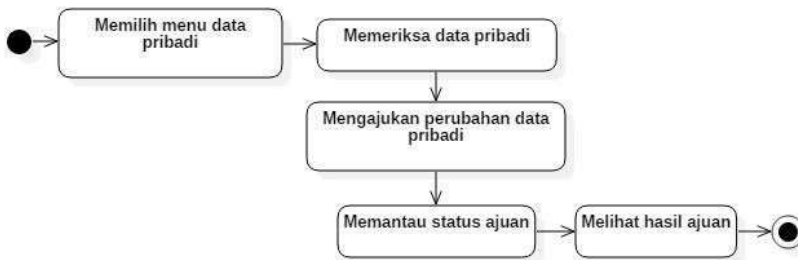 Memilih menu data
pribadi
Memeriksa data pribadi
Mengajukan perubahan data
pribadi
Memantau status ajuan
Melihat hasil ajuan